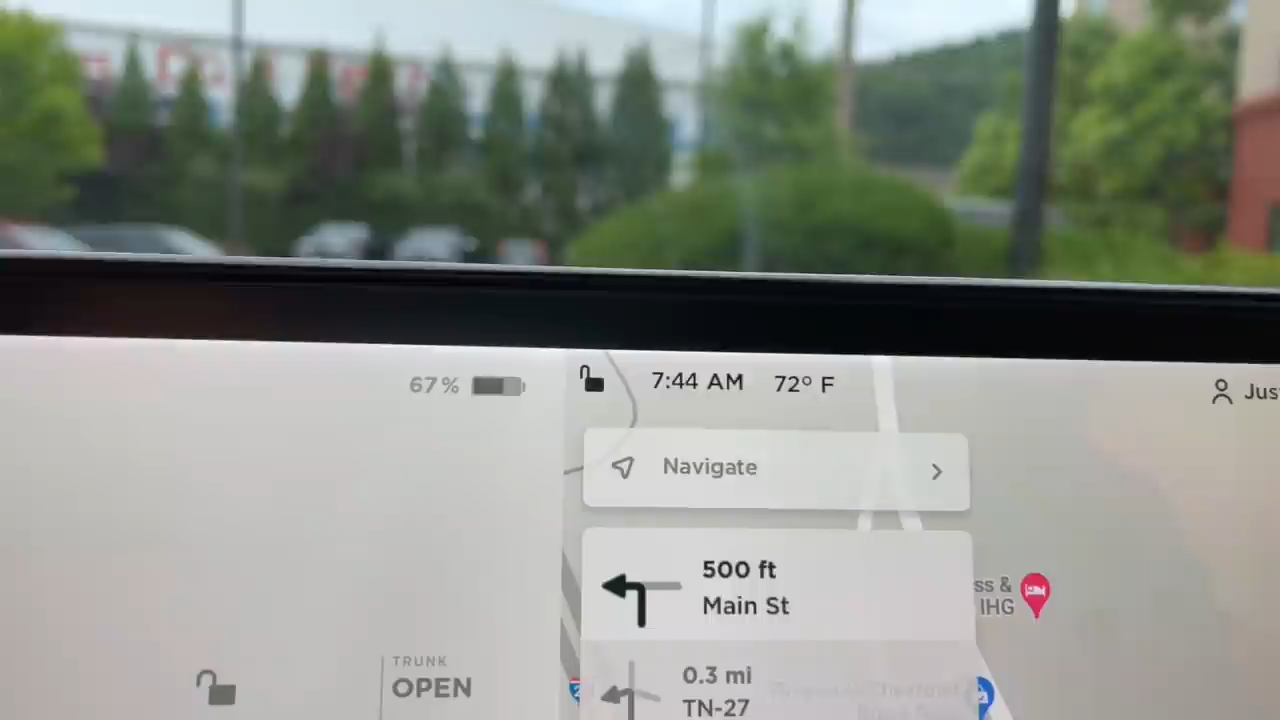 67%
7:44 AM
72° F
Jus
Navigate
500 ft
Main St
ss &
IHG
0.3 mi
TN-27
TRUNK
OPEN